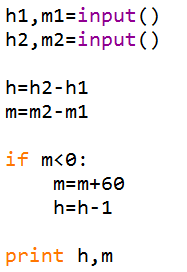 h1,m1=input()
h2,m2=input()

h=h2-h1
m=m2-m1

if m<0:
    m=m+60
    h=h-1

print h,m